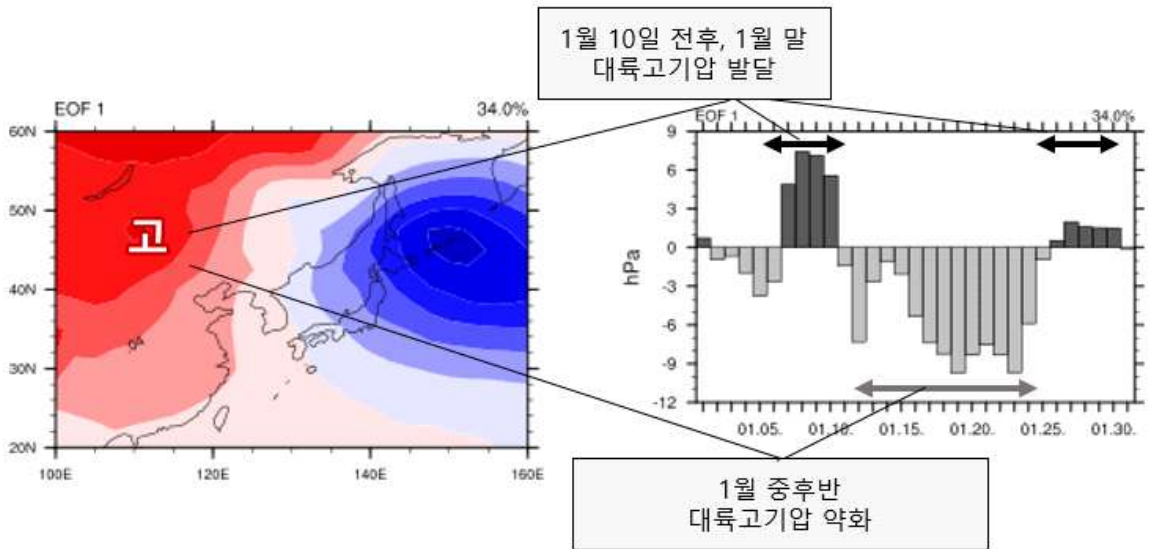 1월 10일 전후, 1월 말
대륙고기압 발달
EOF 1
34.0%
60N
50N
40N
30N
20N
100E
120E
140E
160E
고
EOF 1
34.0%
9
6
3
0
-3
-6
-9
-12
hPa
01.05.
01.10.
01.15.
01.20.
01.25.
01.30.
1월 중후반
대륙고기압 약화